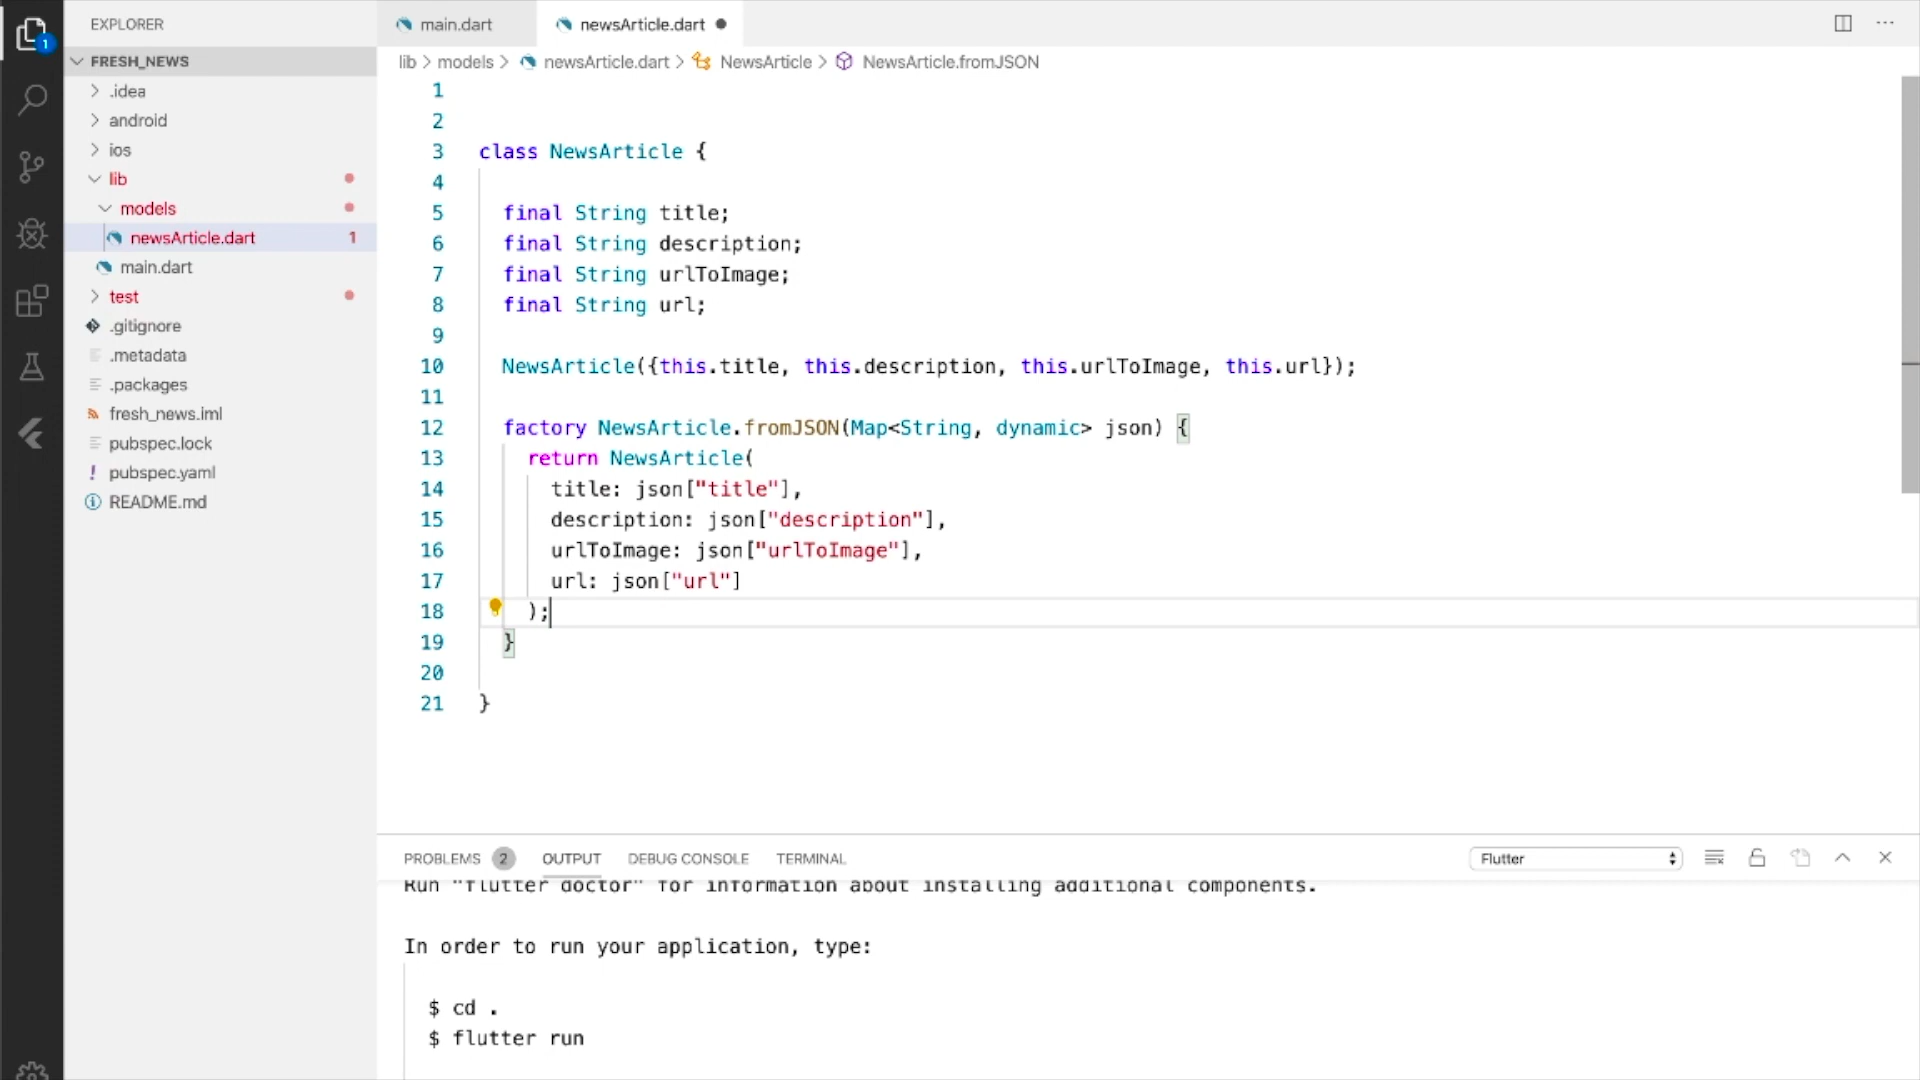 EXPLORER
FRESH_NEWS
.idea
android
ios
lib
models
newsArticle.dart 1
main.dart
test
.gitignore
.metadata
.packages
fresh_news.iml
pubspec.lock
pubspec.yaml
README.md
1
main.dart
newsArticle.dart
lib > models > newsArticle.dart > NewsArticle > NewsArticle.fromJSON
1
2
3 class NewsArticle {
4
5 final String title;
6 final String description;
7 final String urlToImage;
8 final String url;
9
10 NewsArticle({this.title, this.description, this.urlToImage, this.url});
11
12 factory NewsArticle.fromJSON(Map<String, dynamic> json) {
13 return NewsArticle(
14 title: json["title"],
15 description: json["description"],
16 urlToImage: json["urlToImage"],
17 url: json["url"]
18 );
19 }
20
21 }
PROBLEMS 2 OUTPUT DEBUG CONSOLE TERMINAL Flutter
Run "flutter doctor" for information about installing additional components.
In order to run your application, type:
$ cd .
$ flutter run